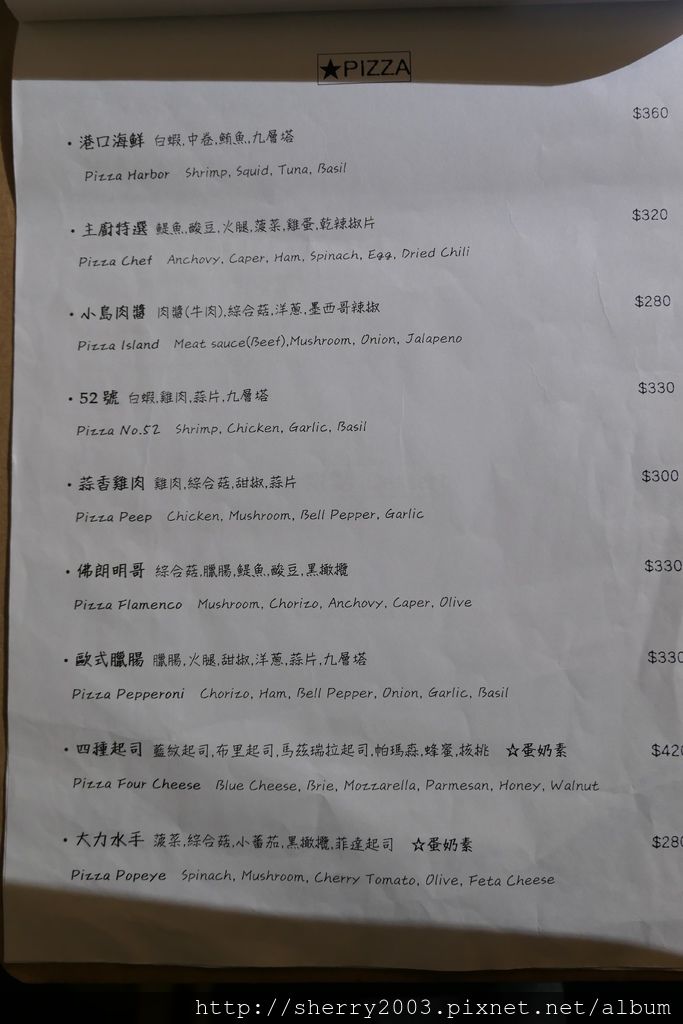 ★PIZZA
$360
• 港口海鮮 白蝦,中卷,鮪魚,九層塔
Pizza Harbor Shrimp, Squid, Tuna, Basil
$320
• 主廚特選 鯷魚,酸豆,火腿,菠菜,雞蛋,乾辣椒片
Pizza Chef Anchovy, Caper, Ham, Spinach, Egg, Dried Chili
$280
• 小島肉醬 肉醬(牛肉),綜合菇,洋蔥,墨西哥辣椒
Pizza Island Meat sauce(Beef),Mushroom, Onion, Jalapeno
$330
• 52 號 白蝦,雞肉,蒜片,九層塔
Pizza No.52 Shrimp, Chicken, Garlic, Basil
$300
• 蒜香雞肉 雞肉,綜合菇,甜椒,蒜片
Pizza Peep Chicken, Mushroom, Bell Pepper, Garlic
$330
• 佛朗明哥 綜合菇,臘腸,鯷魚,酸豆,黑橄欖
Pizza Flamenco Mushroom, Chorizo, Anchovy, Caper, Olive
$330
• 歐式臘腸 臘腸,火腿,甜椒,洋蔥,蒜片,九層塔
Pizza Pepperoni Chorizo, Ham, Bell Pepper, Onion, Garlic, Basil
• 四種起司 藍紋起司,布里起司,馬茲瑞拉起司,帕瑪森,蜂蜜,核桃 ☆蛋奶素 $420
Pizza Four Cheese Blue Cheese, Brie, Mozzarella, Parmesan, Honey, Walnut
• 大力水手 菠菜,綜合菇,小蕃茄,黑橄欖,菲達起司 ☆蛋奶素 $280
Pizza Popeye Spinach, Mushroom, Cherry Tomato, Olive, Feta Cheese
http://sherry2003.pixnet.net/album